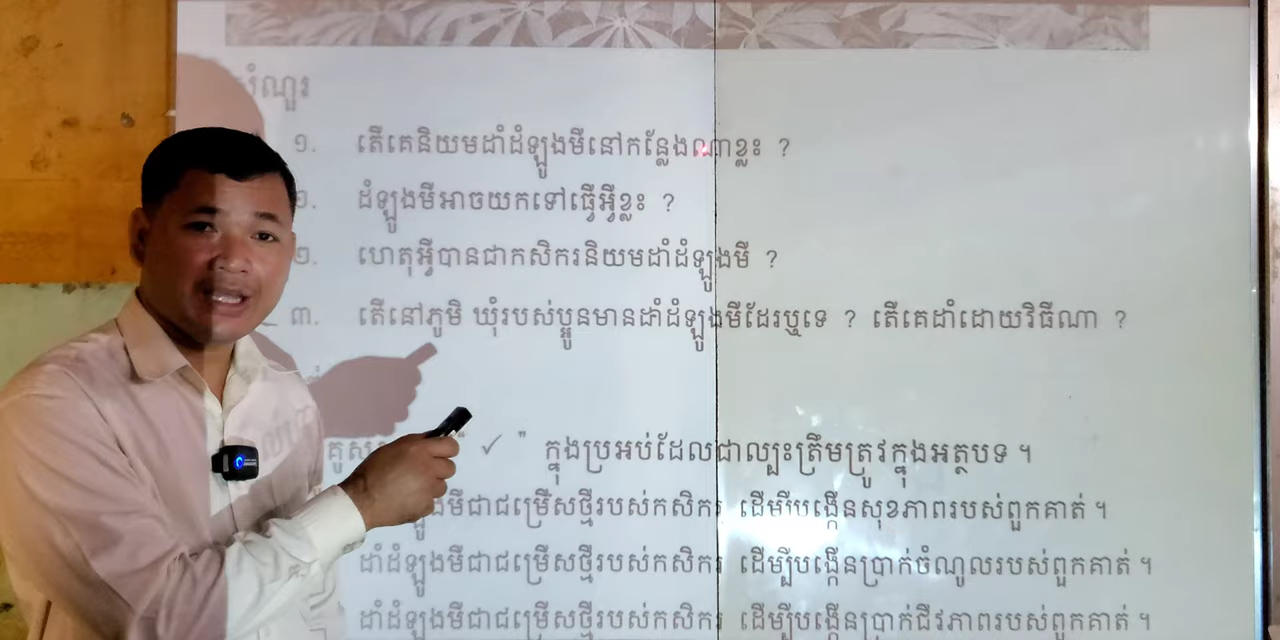 សំណួរ
១. តើគេនិយមដាំដំឡូងមីនៅកន្លែងណាខ្លះ ?
១. ដំឡូងមីអាចយកទៅធ្វើអ្វីខ្លះ ?
២. ហេតុអ្វីបានជាកសិករនិយមដាំដំឡូងមី ?
៣. តើនៅភូមិ ឃុំរបស់ប្អូនមានដាំដំឡូងមីដែរឬទេ ? តើគេដាំដោយវិធីណា ?
គូស " ✓ " ក្នុងប្រអប់ដែលជាល្បះត្រឹមត្រូវក្នុងអត្ថបទ ។
មីជាជម្រើសថ្មីរបស់កសិករ ដើម្បីបង្កើនសុខភាពរបស់ពួកគាត់ ។
ដាំដំឡូងមីជាជម្រើសថ្មីរបស់កសិករ ដើម្បីបង្កើនប្រាក់ចំណូលរបស់ពួកគាត់ ។
ដាំដំឡូងមីជាជម្រើសថ្មីរបស់កសិករ ដើម្បីបង្កើនប្រាក់ជីវភាពរបស់ពួកគាត់ ។